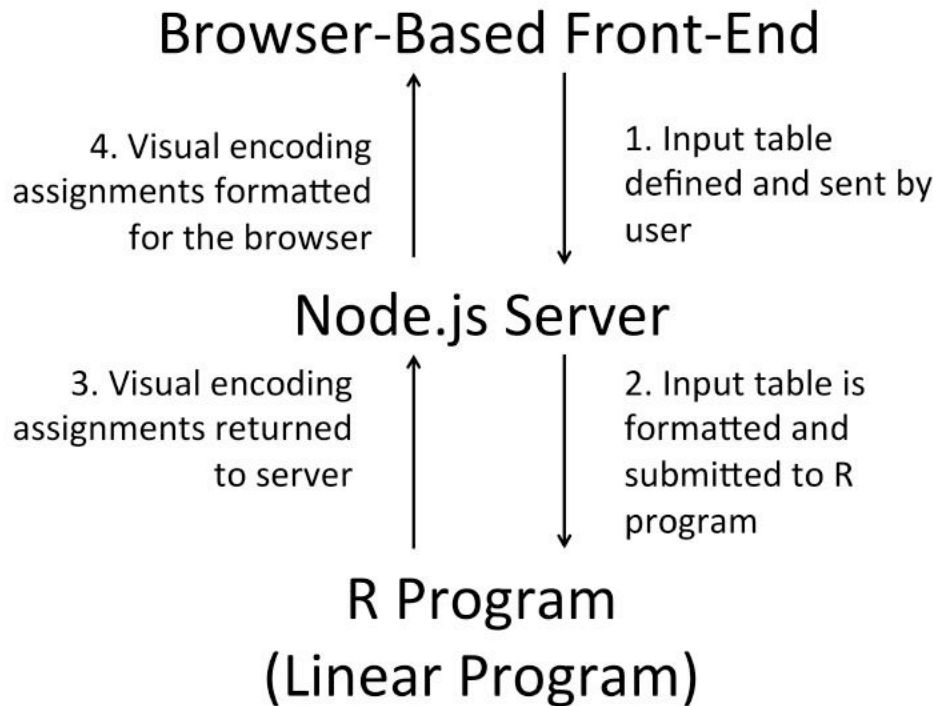 Browser-Based Front-End
4. Visual encoding
assignments formatted
for the browser
1. Input table
defined and sent by
user
Node.js Server
3. Visual encoding
assignments returned
to server
2. Input table is
formatted and
submitted to R
program
R Program
(Linear Program)